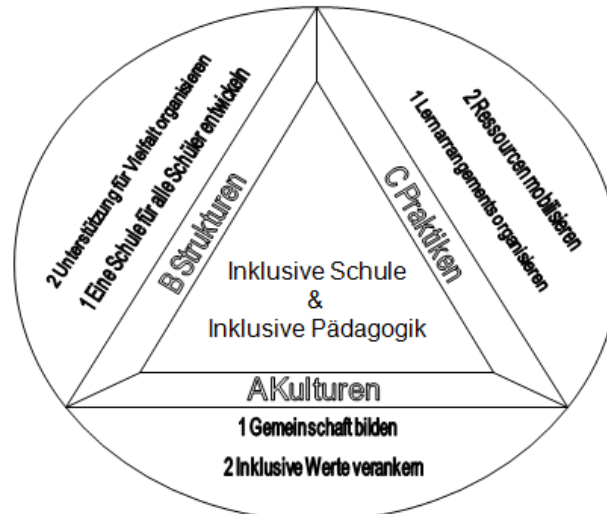 2 Unterstützung für Vielfalt organisieren
1 Eine Schule für alle Schüler entwickeln
B Strukturen
2 Ressourcen mobilisieren
1 Lernarrangements organisieren
C Praktiken
Inklusive Schule
&
Inklusive Pädagogik
A Kulturen
1 Gemeinschaft bilden
2 Inklusive Werte verankern